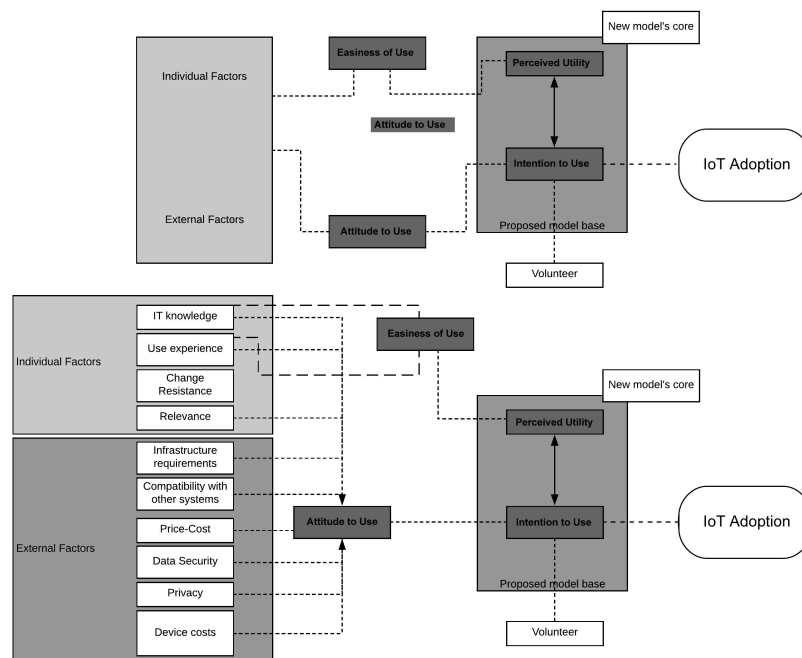 New model's core
Easiness of Use
Individual Factors
Perceived Utility
Attitude to Use
Intention to Use
IoT Adoption
External Factors
Attitude to Use
Proposed model base
Volunteer
IT knowledge
Easiness of Use
Use experience
Individual Factors
Change
Resistance
New model's core
Relevance
Perceived Utility
Infrastructure
requirements
Compatibility with
other systems
Price-Cost
Attitude to Use
Intention to Use
IoT Adoption
External Factors
Data Security
Proposed model base
Privacy
Device costs
Volunteer